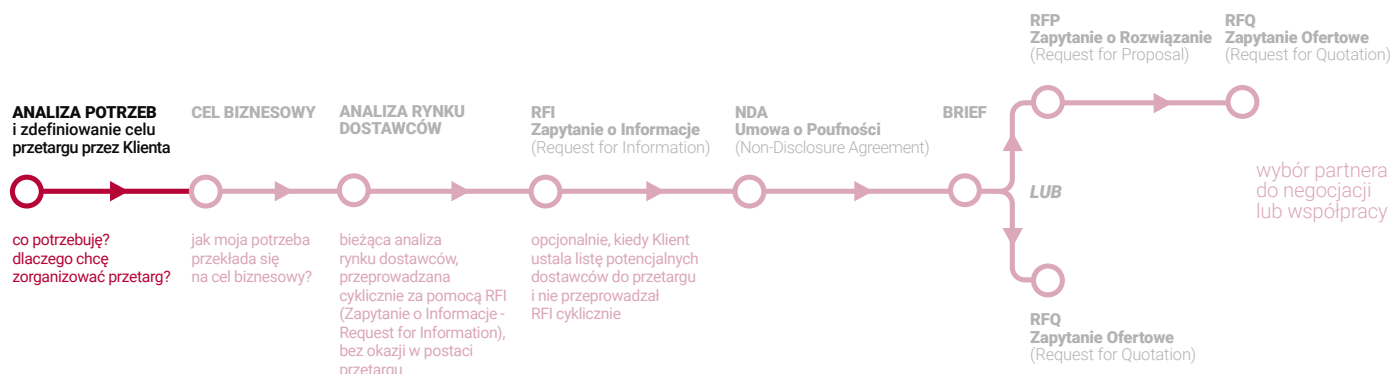 RFP
Zapytanie o Rozwiązanie
(Request for Proposal)
RFQ
Zapytanie Ofertowe
(Request for Quotation)
ANALIZA POTRZEB
i zdefiniowanie celu
przetargu przez Klienta
CEL BIZNESOWY
ANALIZA RYNKU
DOSTAWCÓW
RFI
Zapytanie o Informacje
(Request for Information)
NDA
Umowa o Poufności
(Non-Disclosure Agreement)
BRIEF
LUB
wybór partnera
do negocjacji
lub współpracy
co potrzebuję?
dlaczego chcę
zorganizować przetarg?
jak moja potrzeba
przekłada się
na cel biznesowy?
bieżąca analiza
rynku dostawców,
przeprowadzana
cyklicznie za pomocą RFI
(Zapytanie o Informacje -
Request for Information),
bez okazji w postaci
przetargu
opcjonalnie, kiedy Klient
ustala listę potencjalnych
dostawców do przetargu
i nie przeprowadzał
RFI cyklicznie
RFQ
Zapytanie Ofertowe
(Request for Quotation)